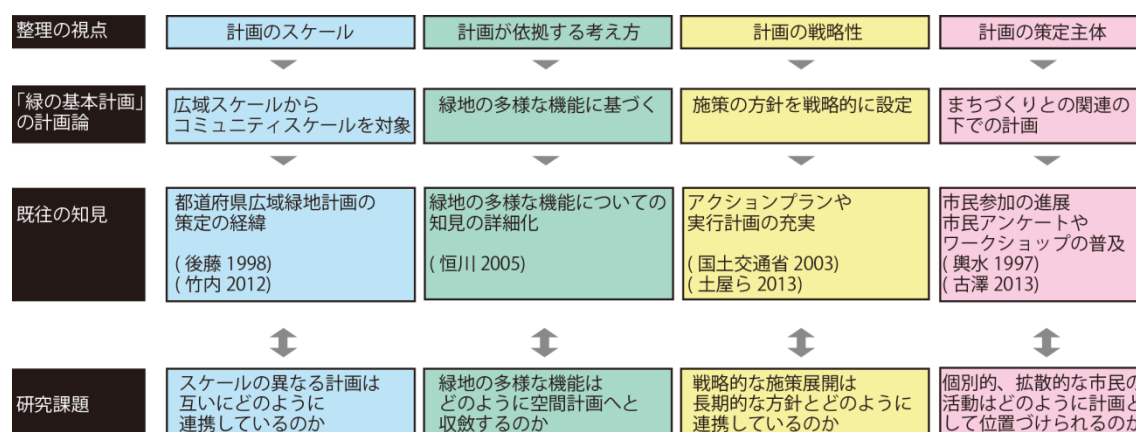 整理の視点
計画のスケール
計画が依拠する考え方
計画の戦略性
計画の策定主体
「緑の基本計画」
の計画論
広域スケールから
コミュニティスケールを対象
緑地の多様な機能に基づく
施策の方針を戦略的に設定
まちづくりとの関連の
下での計画
既往の知見
都道府県広域緑地計画の
策定の経緯
( 後藤 1998)
( 竹内 2012)
緑地の多様な機能についての
知見の詳細化
( 恒川 2005)
アクションプランや
実行計画の充実
( 国土交通省 2003)
( 土屋ら 2013)
市民参加の進展
市民アンケートや
ワークショップの普及
( 輿水 1997)
( 古澤 2013)
研究課題
スケールの異なる計画は
互いにどのように
連携しているのか
緑地の多様な機能は
どのように空間計画へと
収斂するのか
戦略的な施策展開は
長期的な方針とどのように
連携しているのか
個別的、拡散的な市民の
活動はどのように計画と
して位置づけられるのか